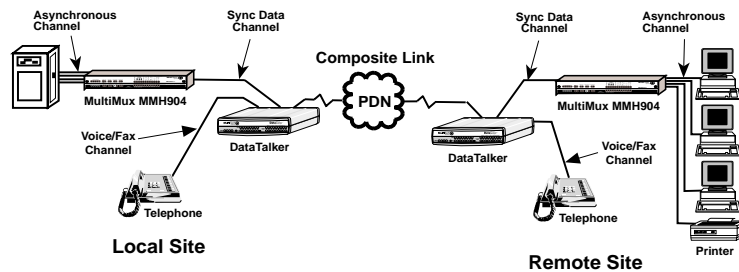 Asynchronous
Channel
Sync Data
Channel
MultiMux MMH904
Voice/Fax
Channel
DataTalker
Telephone
Local Site
Composite Link
PDN
Sync Data
Channel
Asynchronous
Channel
MultiMux MMH904
DataTalker
Voice/Fax
Channel
Telephone
Printer
Remote Site